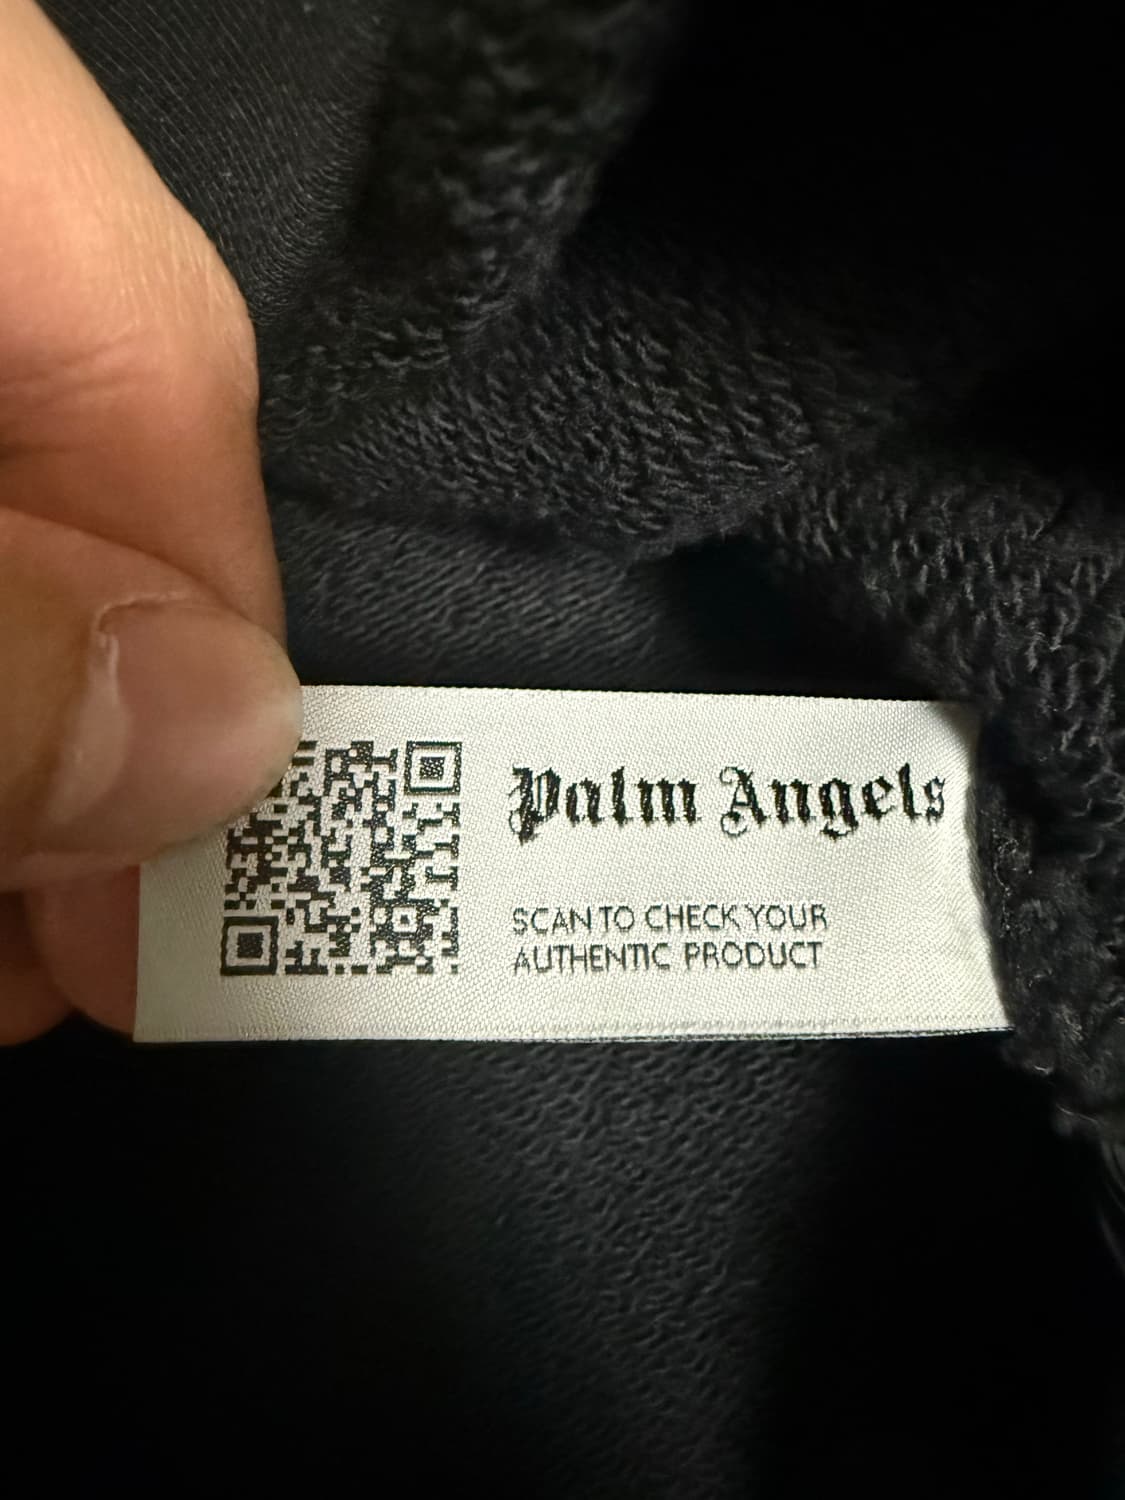 Palm Angels
SCAN TO CHECK YOUR
AUTHENTIC PRODUCT